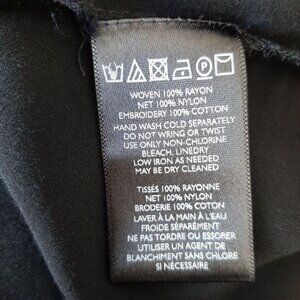 WOVEN 100% RAYON
NET 100% NYLON
EMBROIDERY 100% COTTON
HAND WASH COLD SEPARATELY
DO NOT WRING OR TWIST
USE ONLY NON-CHLORINE
BLEACH, LINEDRY
LOW IRON AS NEEDED
MAY BE DRY CLEANED
TISSÉS 100% RAYONNE
NET 100% NYLON
BRODERIE 100% COTON
LAVER À LA MAIN À L'EAU
FROIDE SÉPARÉMENT
NE PAS TORDRE OU ESSORER
UTILISER UN AGENT DE
BLANCHIMENT SANS CHLORE
SI NÉCESSAIRE